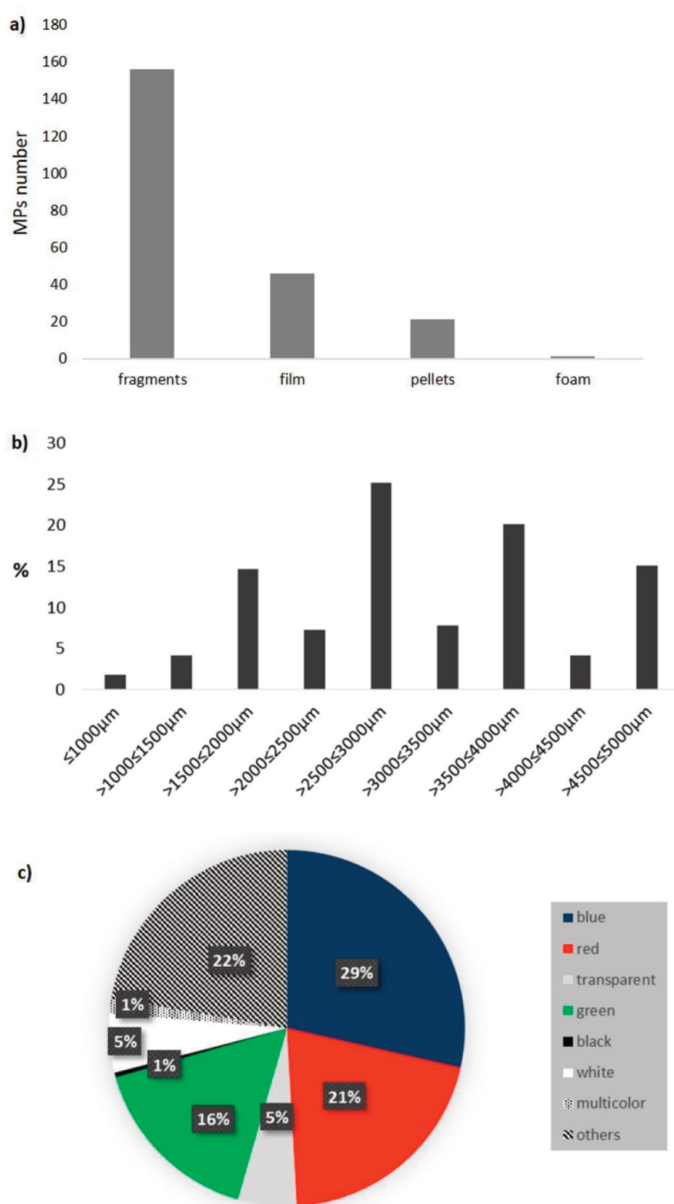 a)
180
160
140
120
100
80
60
40
20
0
MPs number
fragments film pellets foam
b)
30
25
20
15
10
5
0
%
≤1000µm >1000≤1500µm >1500≤2000µm >2000≤2500µm >2500≤3000µm >3000≤3500µm >3500≤4000µm >4000≤4500µm >4500≤5000µm
c)
29%
21%
5%
16%
1%
5%
1%
22%
blue
red
transparent
green
black
white
multicolor
others